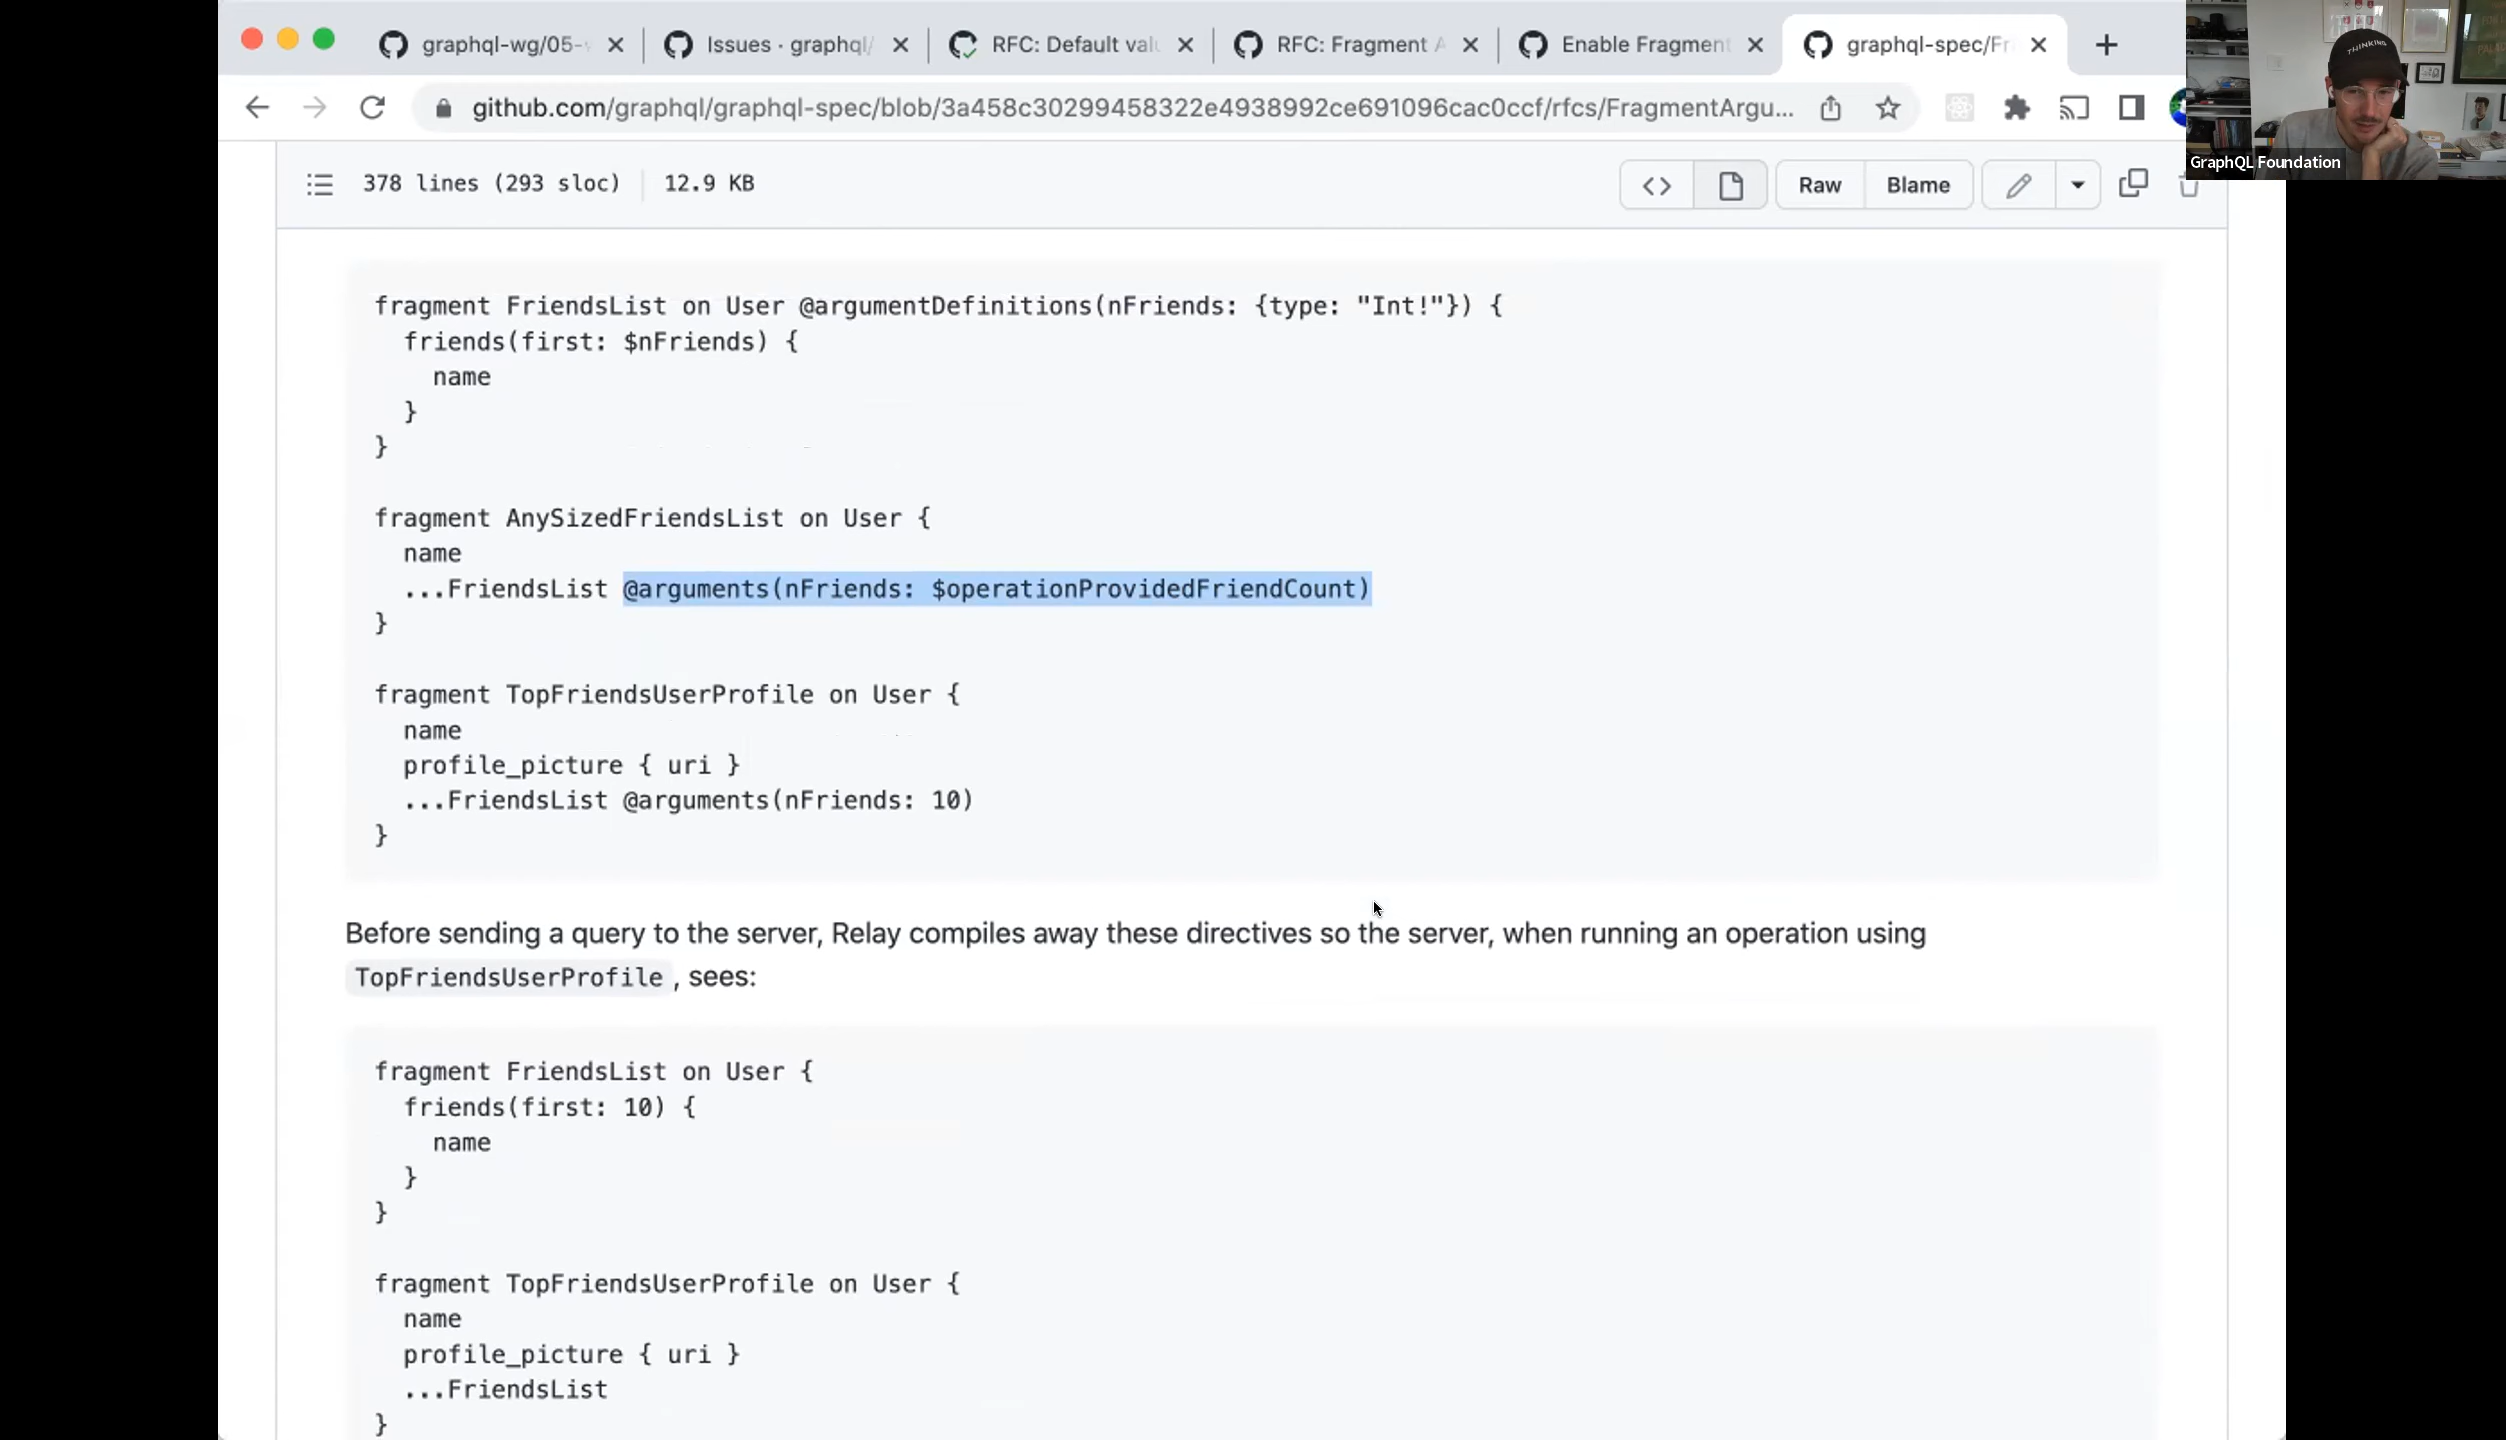 graphql-wg/05-
Issues · graphql/
RFC: Default val
RFC: Fragment A
Enable Fragment
graphql-spec/Fr
github.com/graphql/graphql-spec/blob/3a458c30299458322e4938992ce691096cac0ccf/rfcs/FragmentArgu...
THINKING
GraphQL Foundation
378 lines (293 sloc) 12.9 KB
Raw Blame
fragment FriendsList on User @argumentDefinitions(nFriends: {type: "Int!"}) {
friends(first: $nFriends) {
name
}
}
fragment AnySizedFriendsList on User {
name
...FriendsList @arguments(nFriends: $operationProvidedFriendCount)
}
fragment TopFriendsUserProfile on User {
name
profile_picture { uri }
...FriendsList @arguments(nFriends: 10)
}
Before sending a query to the server, Relay compiles away these directives so the server, when running an operation using
TopFriendsUserProfile , sees:
fragment FriendsList on User {
friends(first: 10) {
name
}
}
fragment TopFriendsUserProfile on User {
name
profile_picture { uri }
...FriendsList
}